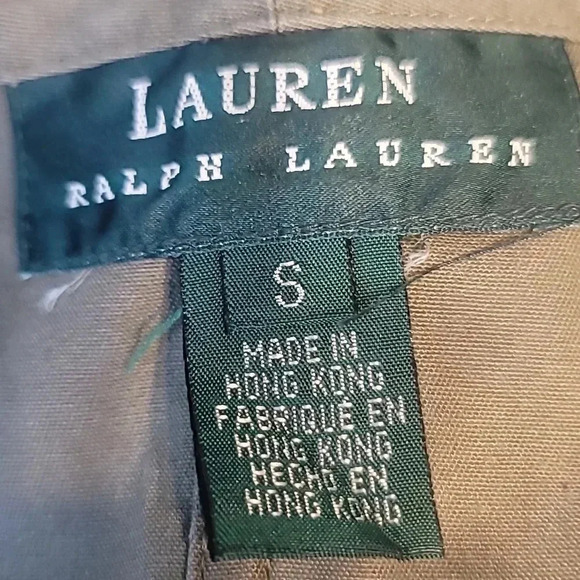 LAUREN
RALPH LAUREN
S
MADE IN
HONG KONG
FABRIQUÉ EN
HONG KONG
HECHO EN
HONG KONG